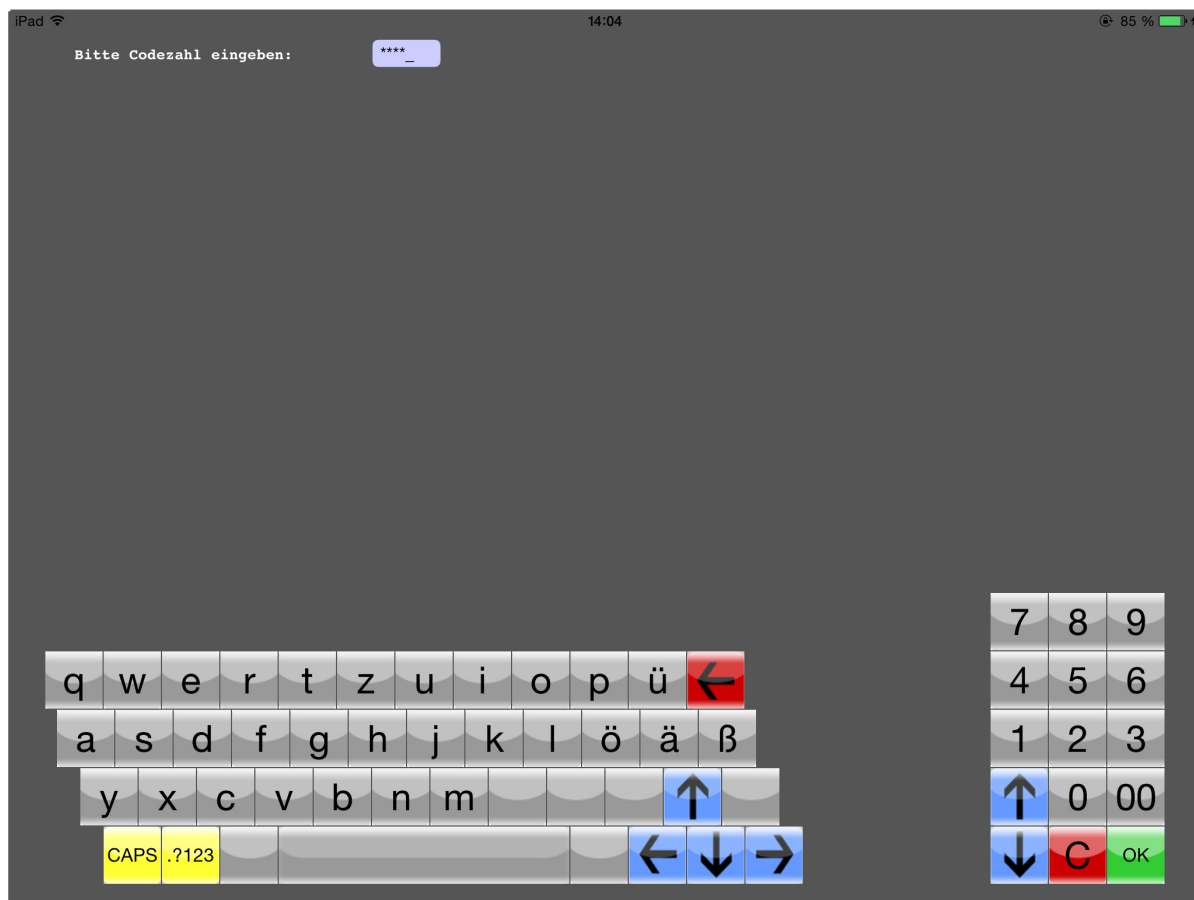 iPad 14:04 85 %
Bitte Codezahl eingeben: ****_
7 8 9
q w e r t z u i o p ü ← 4 5 6
a s d f g h j k l ö ä ß 1 2 3
y x c v b n m ↑ ↑ 0 00
CAPS .?123 ← ↓ → ↓ C OK